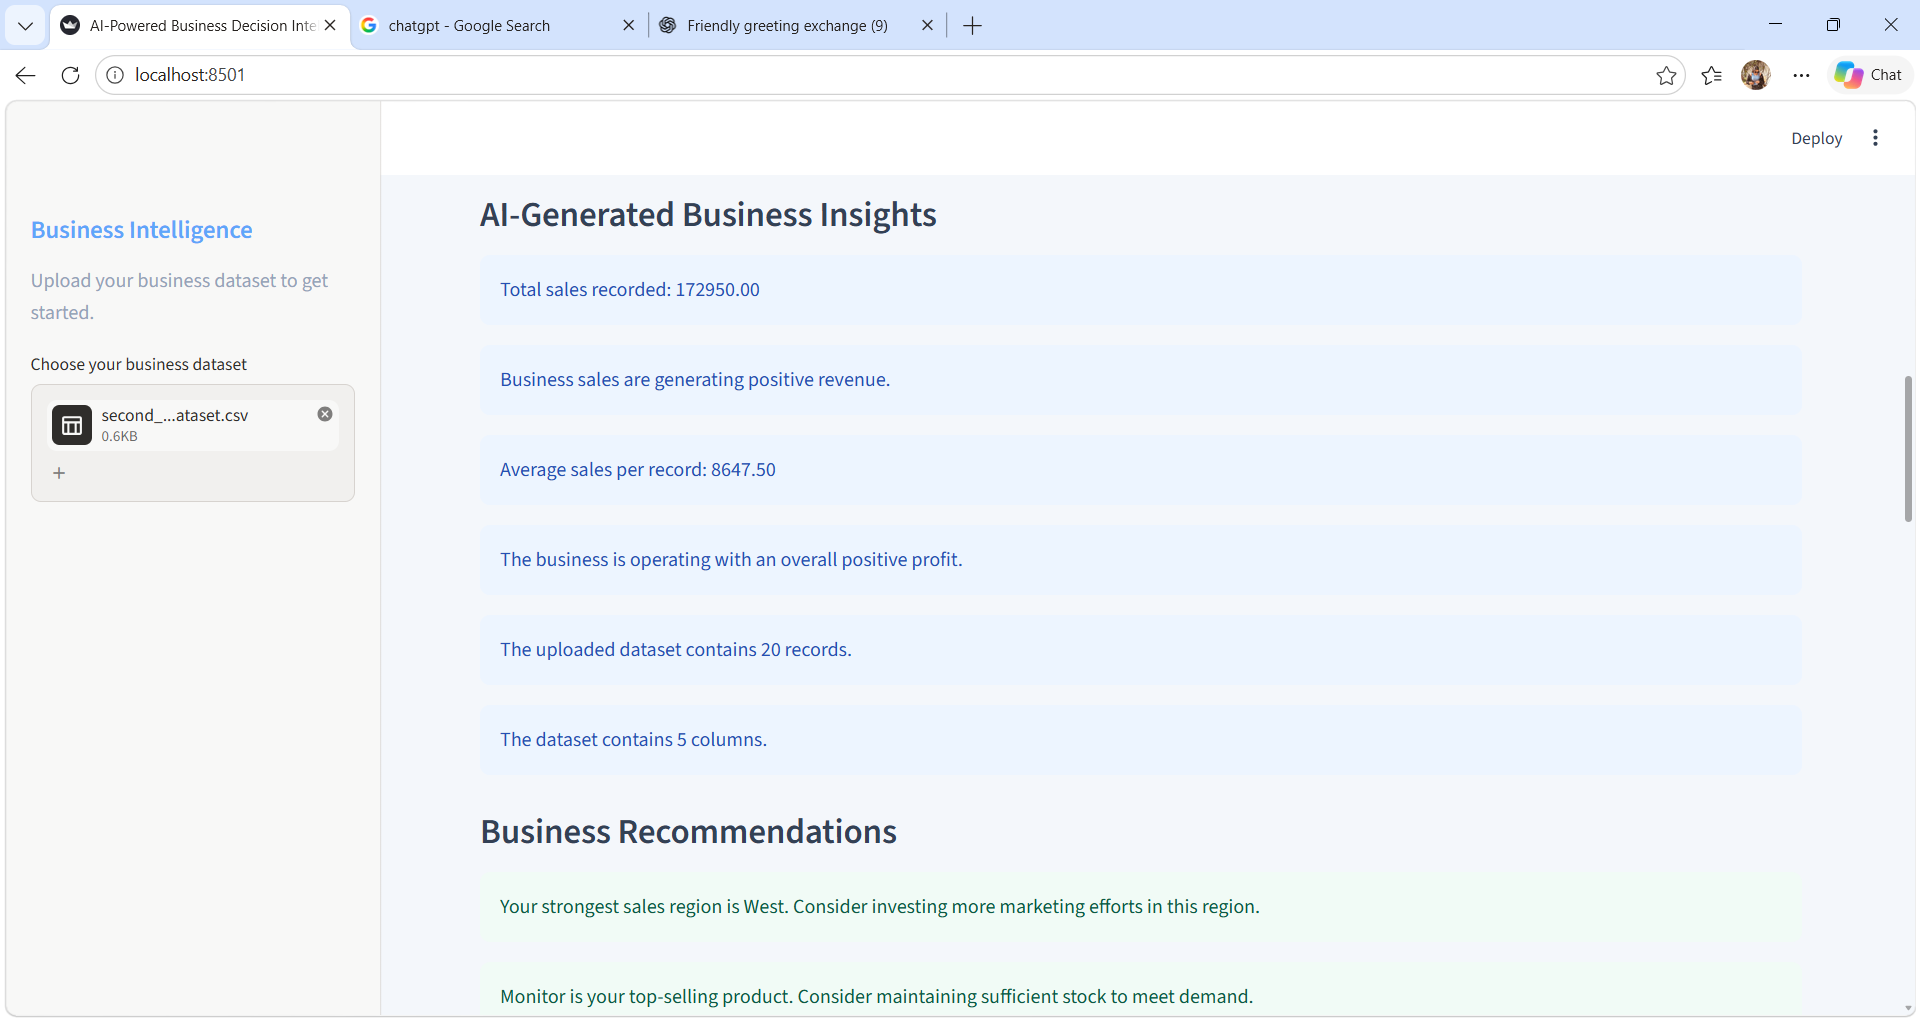 AI-Powered Business Decision Inte
chatgpt - Google Search
Friendly greeting exchange (9)
localhost:8501
Chat
Deploy
Business Intelligence
Upload your business dataset to get
started.
Choose your business dataset
second_...ataset.csv
0.6KB
AI-Generated Business Insights
Total sales recorded: 172950.00
Business sales are generating positive revenue.
Average sales per record: 8647.50
The business is operating with an overall positive profit.
The uploaded dataset contains 20 records.
The dataset contains 5 columns.
Business Recommendations
Your strongest sales region is West. Consider investing more marketing efforts in this region.
Monitor is your top-selling product. Consider maintaining sufficient stock to meet demand.